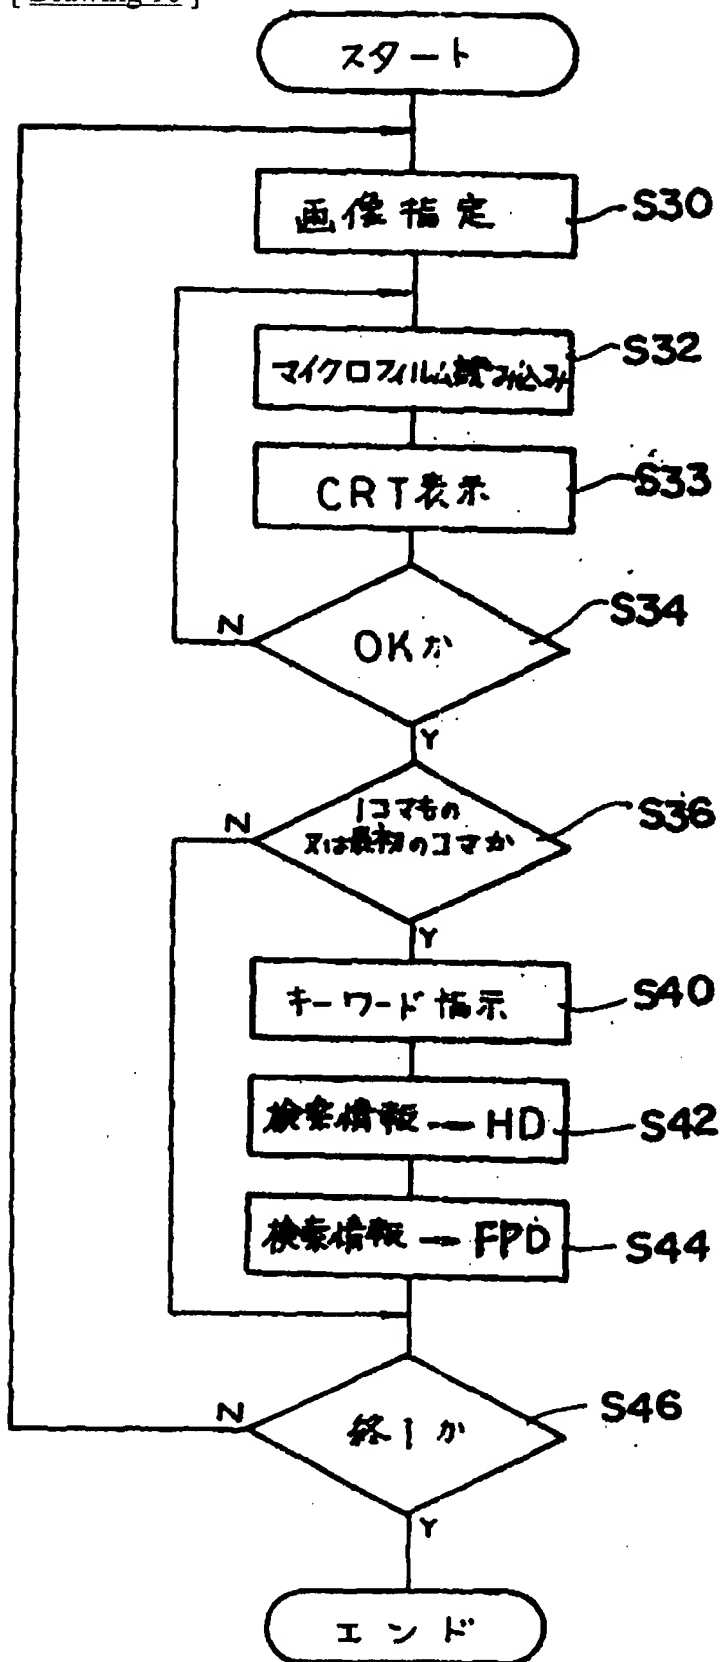 スタート
画像指定
S30
マイクロフィルム読み込み
S32
CRT表示
S33
OKか
S34
N
Y
1コマもの
又は最初のコマか
S36
N
Y
キーワード指示
S40
検索情報→HD
S42
検索情報→FPD
S44
終了か
S46
N
Y
エンド